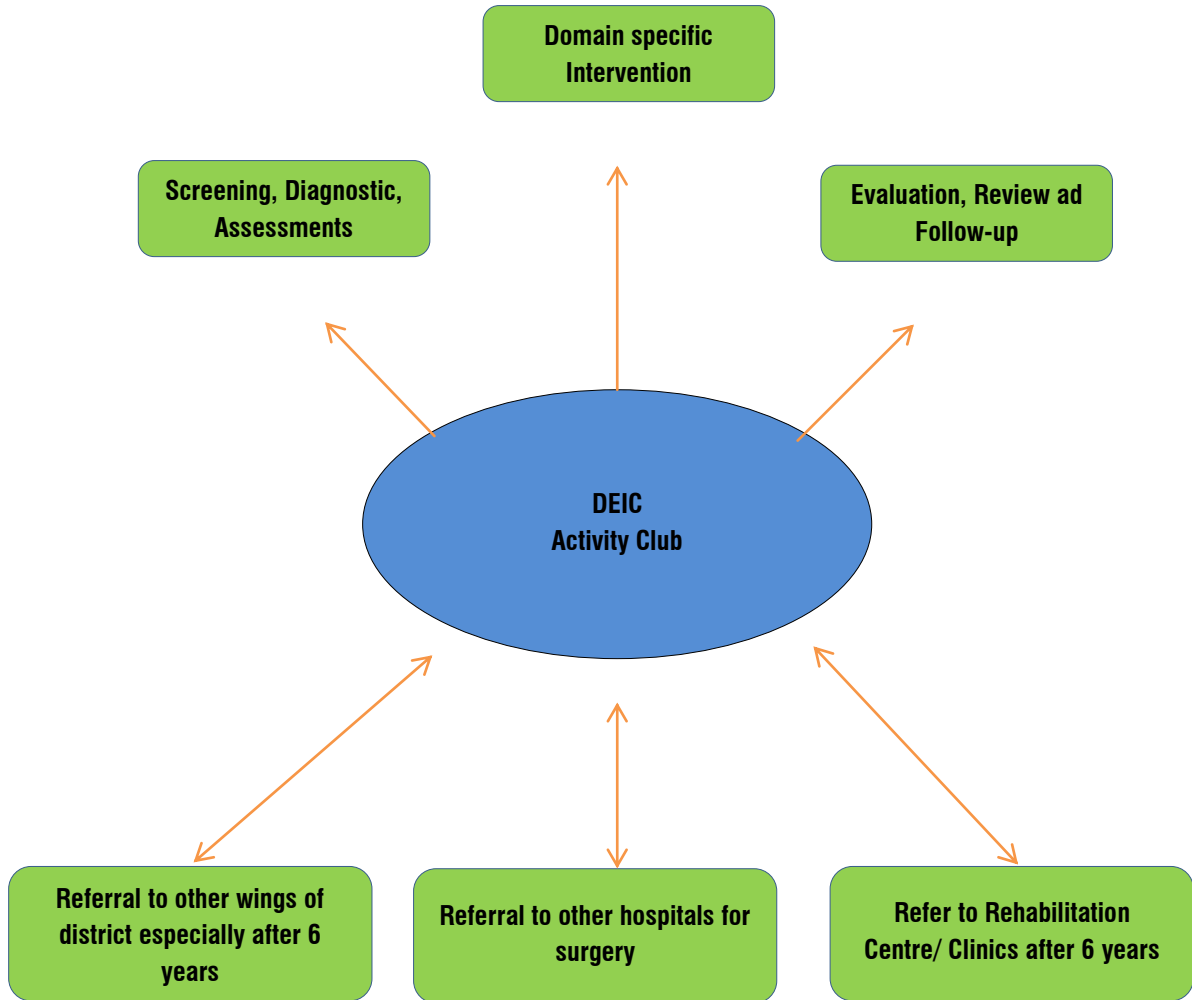 Domain specific
Intervention
Screening, Diagnostic,
Assessments
Evaluation, Review ad
Follow-up
DEIC
Activity Club
Referral to other wings of
district especially after 6
years
Referral to other hospitals for
surgery
Refer to Rehabilitation
Centre/ Clinics after 6 years